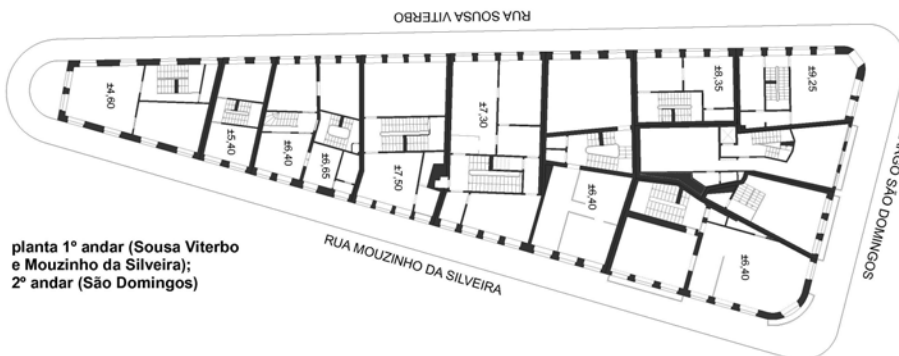 RUA SOUSA VITERBO
±4,60
±5,40
±6,40
±6,65
±7,50
±7,30
±6,40
±8,35
±9,25
±6,40
SÃO DOMINGOS
RUA MOUZINHO DA SILVEIRA
planta 1º andar (Sousa Viterbo
e Mouzinho da Silveira);
2º andar (São Domingos)